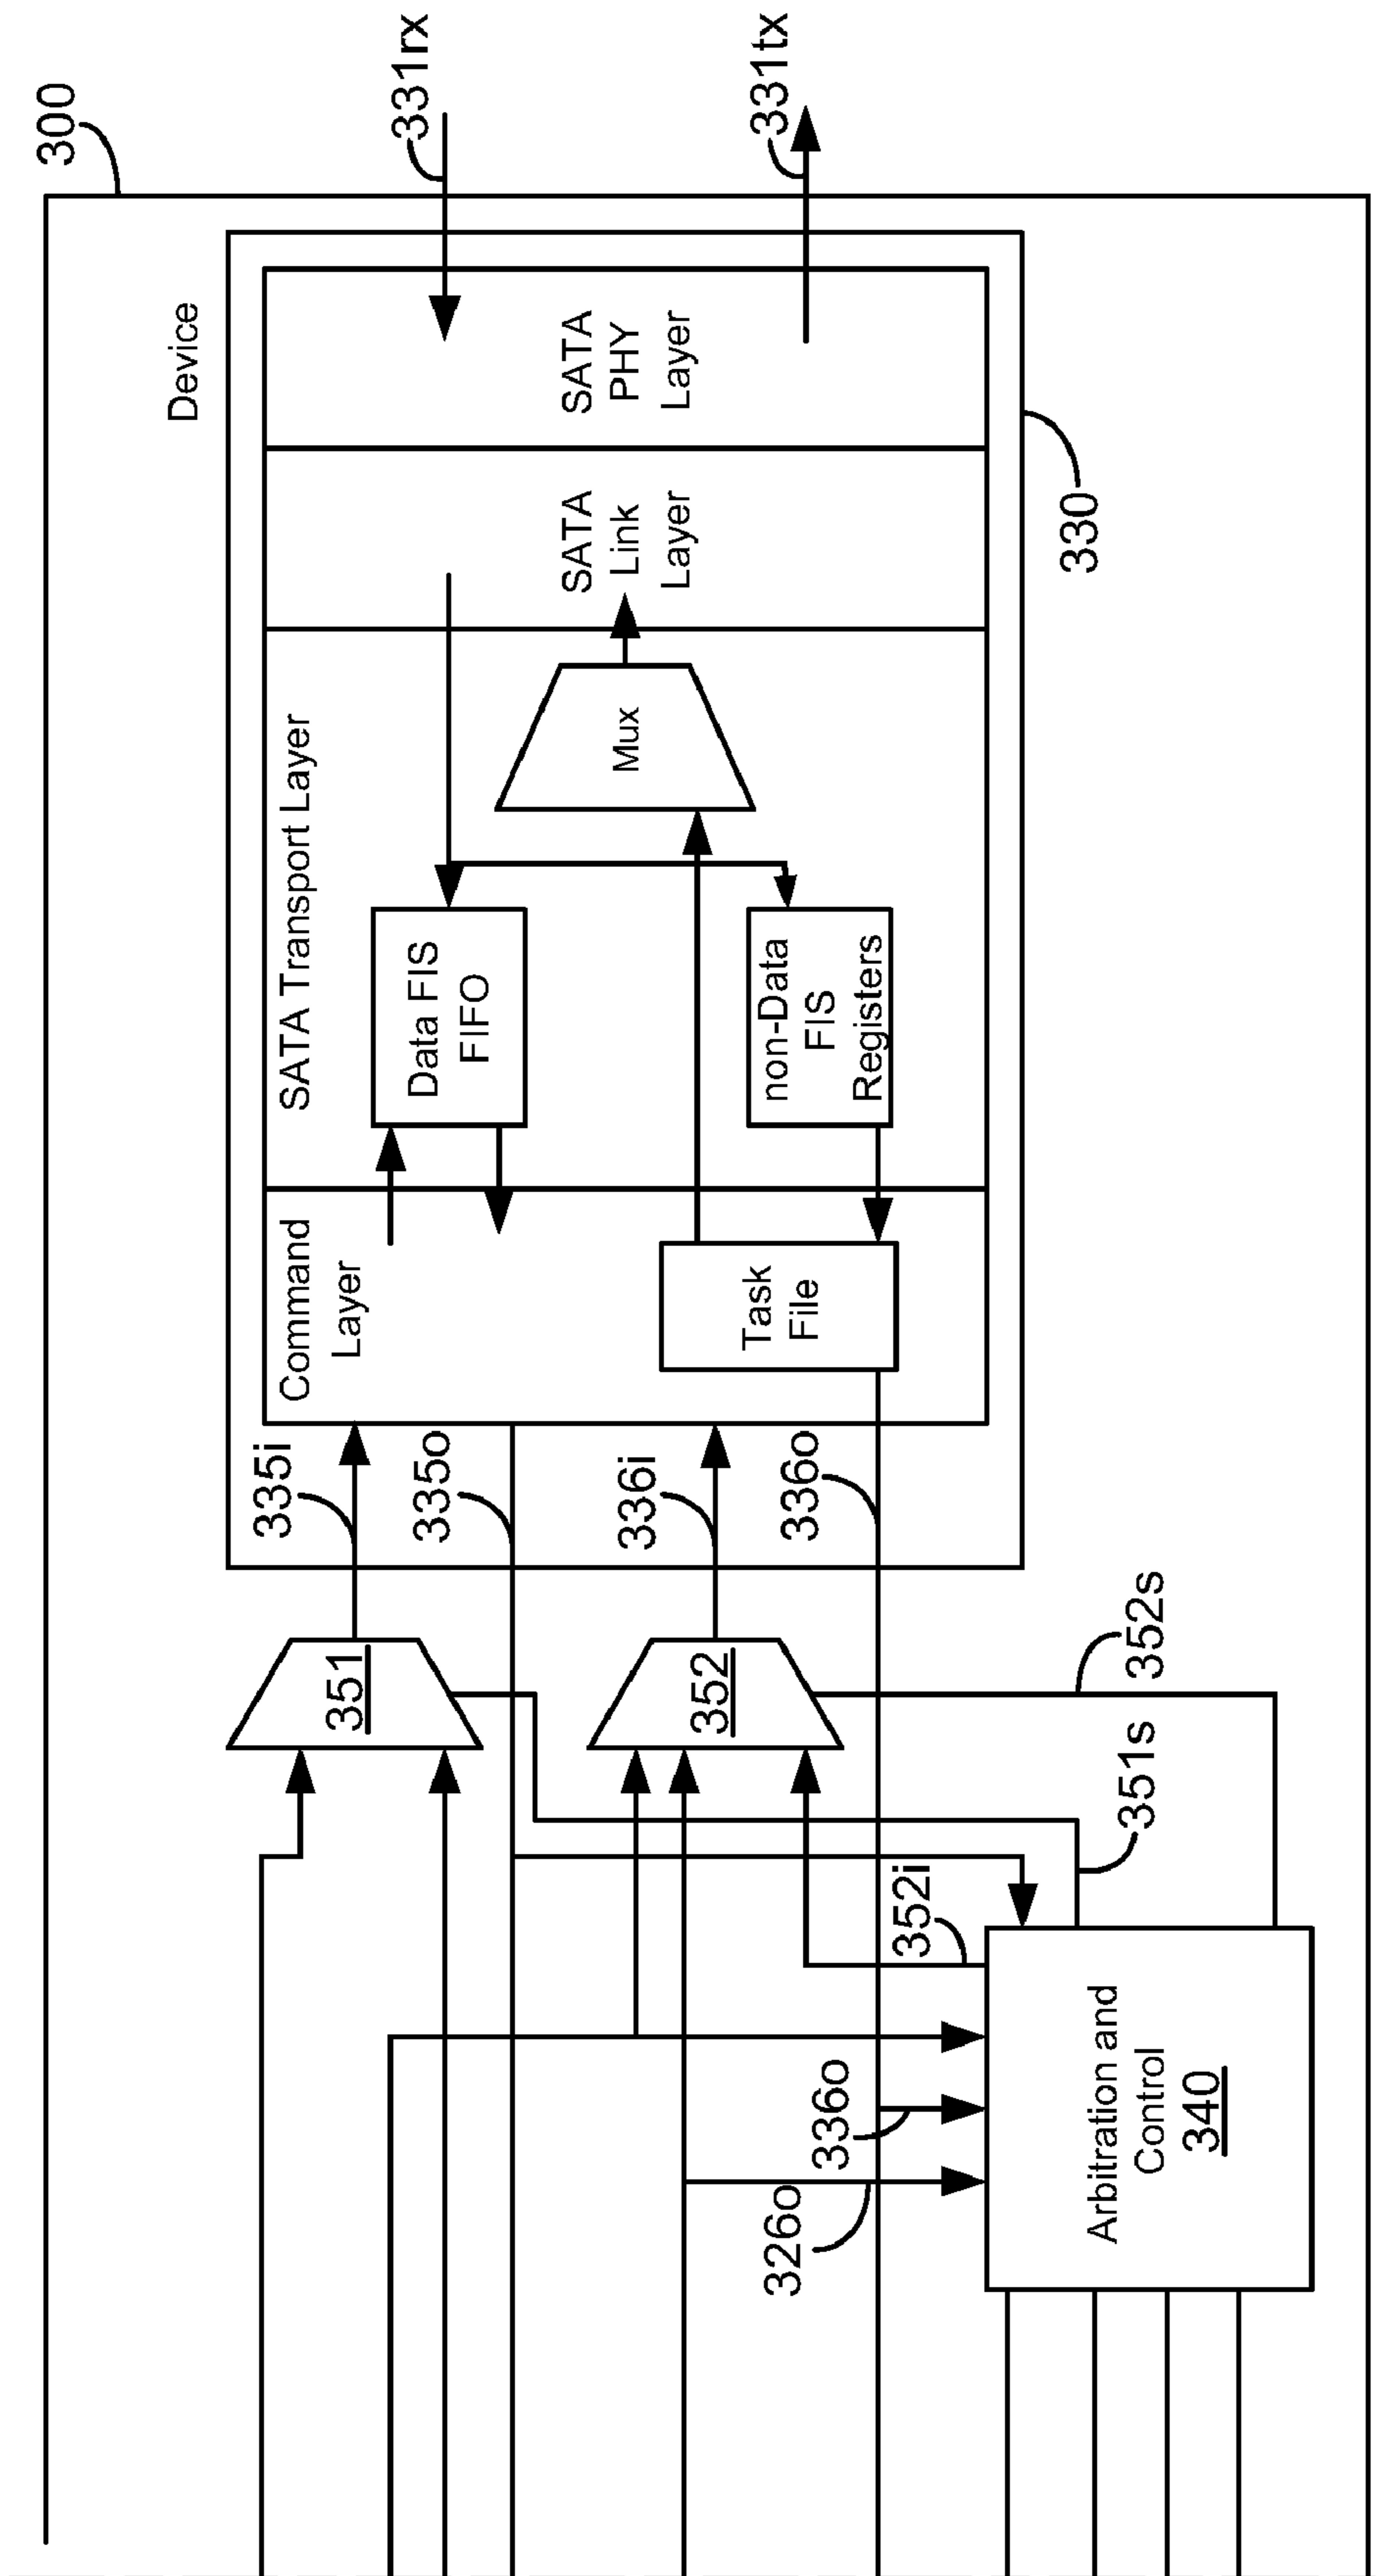 300
331rx
331tx
Device
SATA
PHY
Layer
SATA
Link
Layer
330
SATA Transport Layer
Mux
Data FIS
FIFO
non-Data
FIS
Registers
Command
Layer
Task
File
335i
335o
336i
336o
351
352
352s
351s
352i
336o
326o
Arbitration and
Control
340